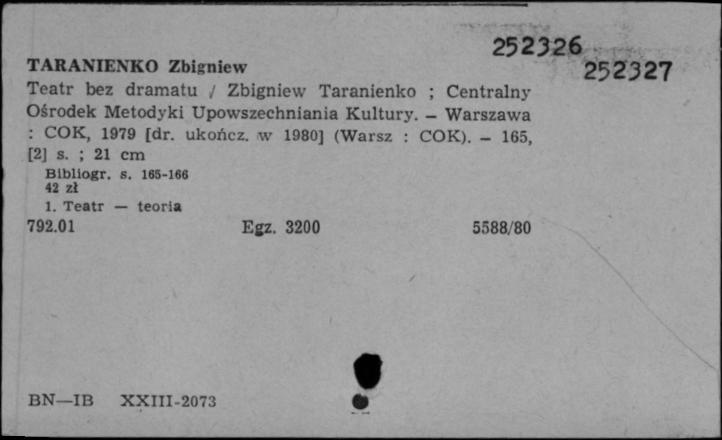 252326
252327
TARANIENKO Zbigniew
Teatr bez dramatu / Zbigniew Taranienko ; Centralny
Ośrodek Metodyki Upowszechniania Kultury. — Warszawa
: COK, 1979 [dr. ukończ. w 1980] (Warsz : COK). — 165,
[2] s. ; 21 cm
Bibliogr. s. 165-166
42 zł
1. Teatr — teoria
792.01 Egz. 3200 5588/80
BN—IB XXIII-2073